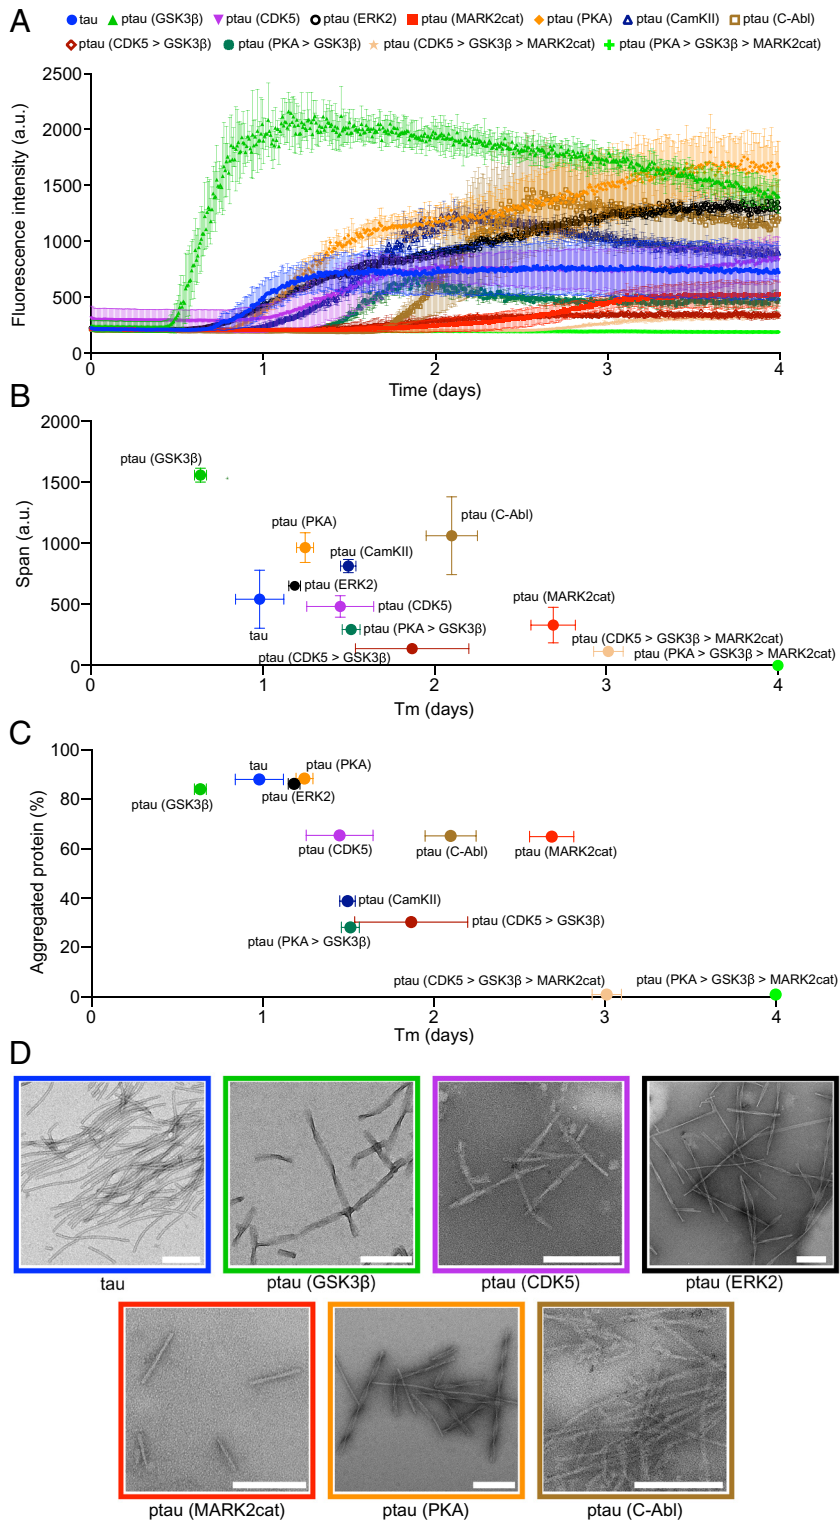 A
tau ptau (GSK3β) ptau (CDK5) ptau (ERK2) ptau (MARK2cat) ptau (PKA) ptau (CamKII) ptau (C-Abl)
ptau (CDK5 > GSK3β) ptau (PKA > GSK3β) ptau (CDK5 > GSK3β > MARK2cat) ptau (PKA > GSK3β > MARK2cat)
Fluorescence intensity (a.u.)
2500
2000
1500
1000
500
0
0 1 2 3 4
Time (days)
B
Span (a.u.)
2000
1500
1000
500
0
ptau (GSK3β)
ptau (PKA)
ptau (C-Abl)
ptau (CamKII)
ptau (ERK2)
ptau (MARK2cat)
ptau (CDK5)
tau
ptau (PKA > GSK3β)
ptau (CDK5 > GSK3β > MARK2cat)
ptau (CDK5 > GSK3β)
ptau (PKA > GSK3β > MARK2cat)
0 1 2 3 4
Tm (days)
C
Aggregated protein (%)
100
80
60
40
20
0
tau
ptau (PKA)
ptau (GSK3β)
ptau (ERK2)
ptau (CDK5)
ptau (C-Abl)
ptau (MARK2cat)
ptau (CamKII)
ptau (CDK5 > GSK3β)
ptau (PKA > GSK3β)
ptau (CDK5 > GSK3β > MARK2cat)
ptau (PKA > GSK3β > MARK2cat)
0 1 2 3 4
Tm (days)
D
tau
ptau (GSK3β)
ptau (CDK5)
ptau (ERK2)
ptau (MARK2cat)
ptau (PKA)
ptau (C-Abl)